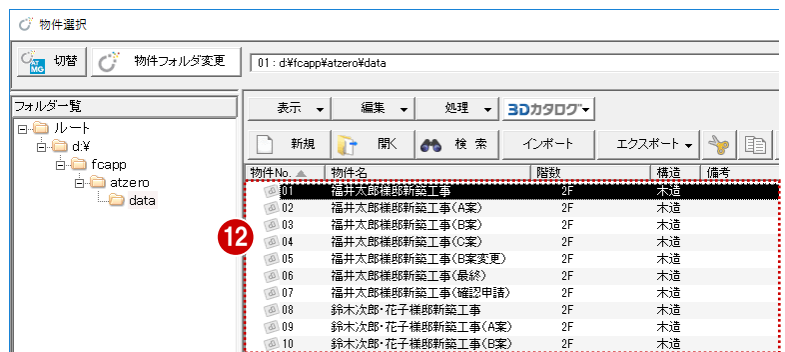 物件選択
AT MG 切替 物件フォルダ変更 01 : d:¥fcapp¥atzero¥data
フォルダ一覧
ルート
d:¥
fcapp
atzero
data
表示 編集 処理 3Dカタログ
新規 開く 検索 インポート エクスポート
物件No. 物件名 階数 構造 備考
12
01 福井太郎様邸新築工事 2F 木造
02 福井太郎様邸新築工事(A案) 2F 木造
03 福井太郎様邸新築工事(B案) 2F 木造
04 福井太郎様邸新築工事(C案) 2F 木造
05 福井太郎様邸新築工事(B案変更) 2F 木造
06 福井太郎様邸新築工事(最終) 2F 木造
07 福井太郎様邸新築工事(確認申請) 2F 木造
08 鈴木次郎・花子様邸新築工事 2F 木造
09 鈴木次郎・花子様邸新築工事(A案) 2F 木造
10 鈴木次郎・花子様邸新築工事(B案) 2F 木造